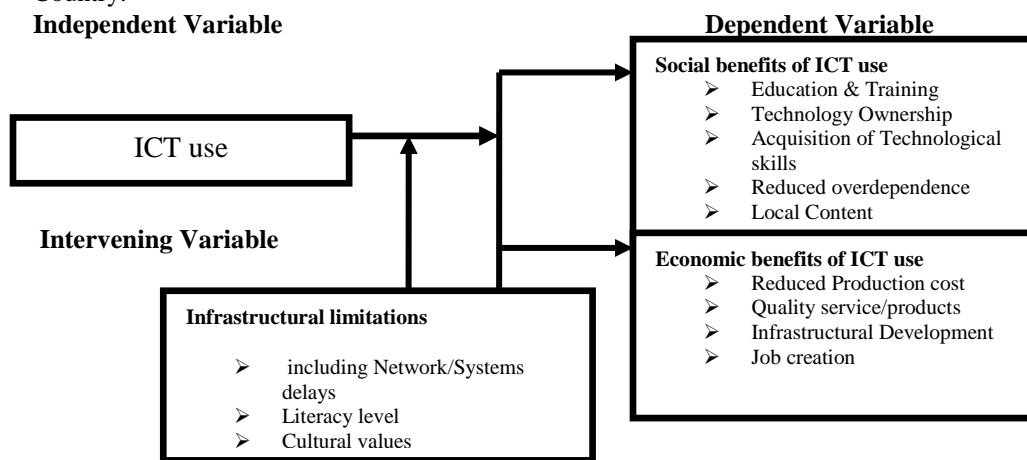 Country.
Independent Variable
Dependent Variable
Social benefits of ICT use
➢ Education & Training
➢ Technology Ownership
➢ Acquisition of Technological
skills
➢ Reduced overdependence
➢ Local Content
ICT use
Intervening Variable
Economic benefits of ICT use
➢ Reduced Production cost
➢ Quality service/products
➢ Infrastructural Development
➢ Job creation
Infrastructural limitations
➢ including Network/Systems
delays
➢ Literacy level
➢ Cultural values